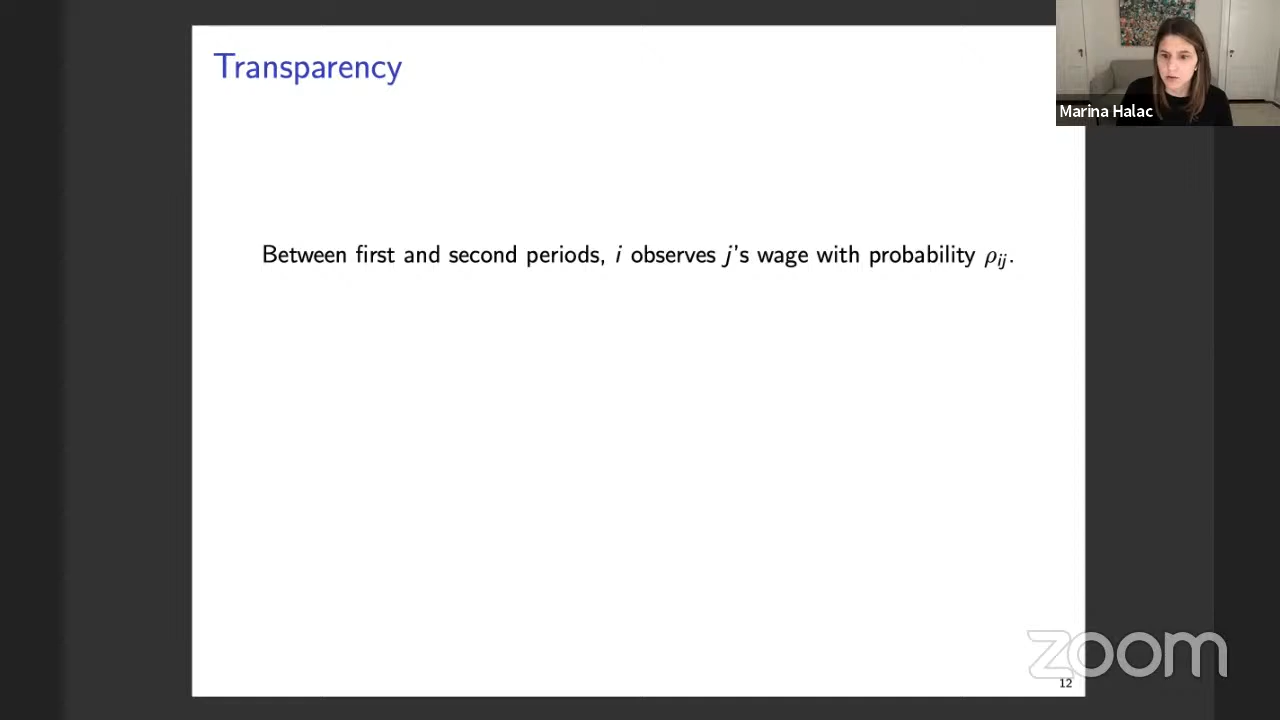 Transparency
Marina Halac
Between first and second periods, i observes j's wage with probability ρij.
zoom
12